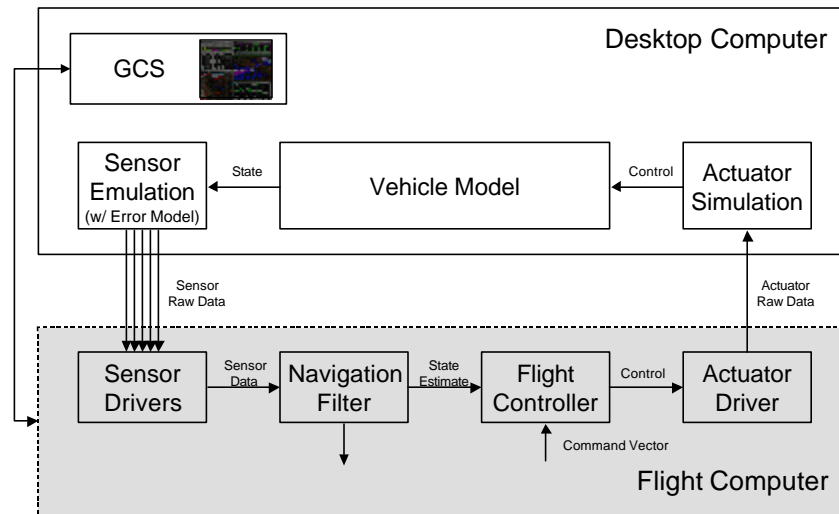 Desktop Computer
GCS
Sensor
Emulation
(w/ Error Model)
State
Vehicle Model
Control
Actuator
Simulation
Sensor
Raw Data
Actuator
Raw Data
Sensor
Drivers
Sensor
Data
Navigation
Filter
State
Estimate
Flight
Controller
Control
Actuator
Driver
Command Vector
Flight Computer